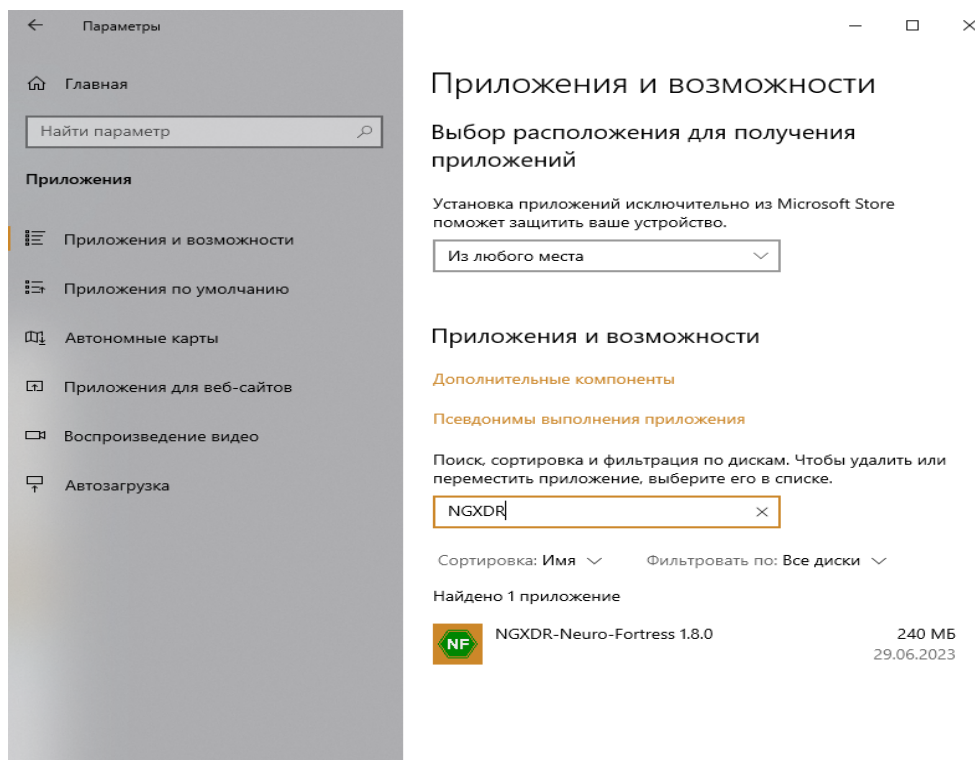 Параметры
Главная
Найти параметр
Приложения
Приложения и возможности
Приложения по умолчанию
Автономные карты
Приложения для веб-сайтов
Воспроизведение видео
Автозагрузка
Приложения и возможности
Выбор расположения для получения
приложений
Установка приложений исключительно из Microsoft Store
поможет защитить ваше устройство.
Из любого места
Приложения и возможности
Дополнительные компоненты
Псевдонимы выполнения приложения
Поиск, сортировка и фильтрация по дискам. Чтобы удалить или
переместить приложение, выберите его в списке.
NGXDR
Сортировка: Имя Фильтровать по: Все диски
Найдено 1 приложение
NF NGXDR-Neuro-Fortress 1.8.0 240 МБ
29.06.2023